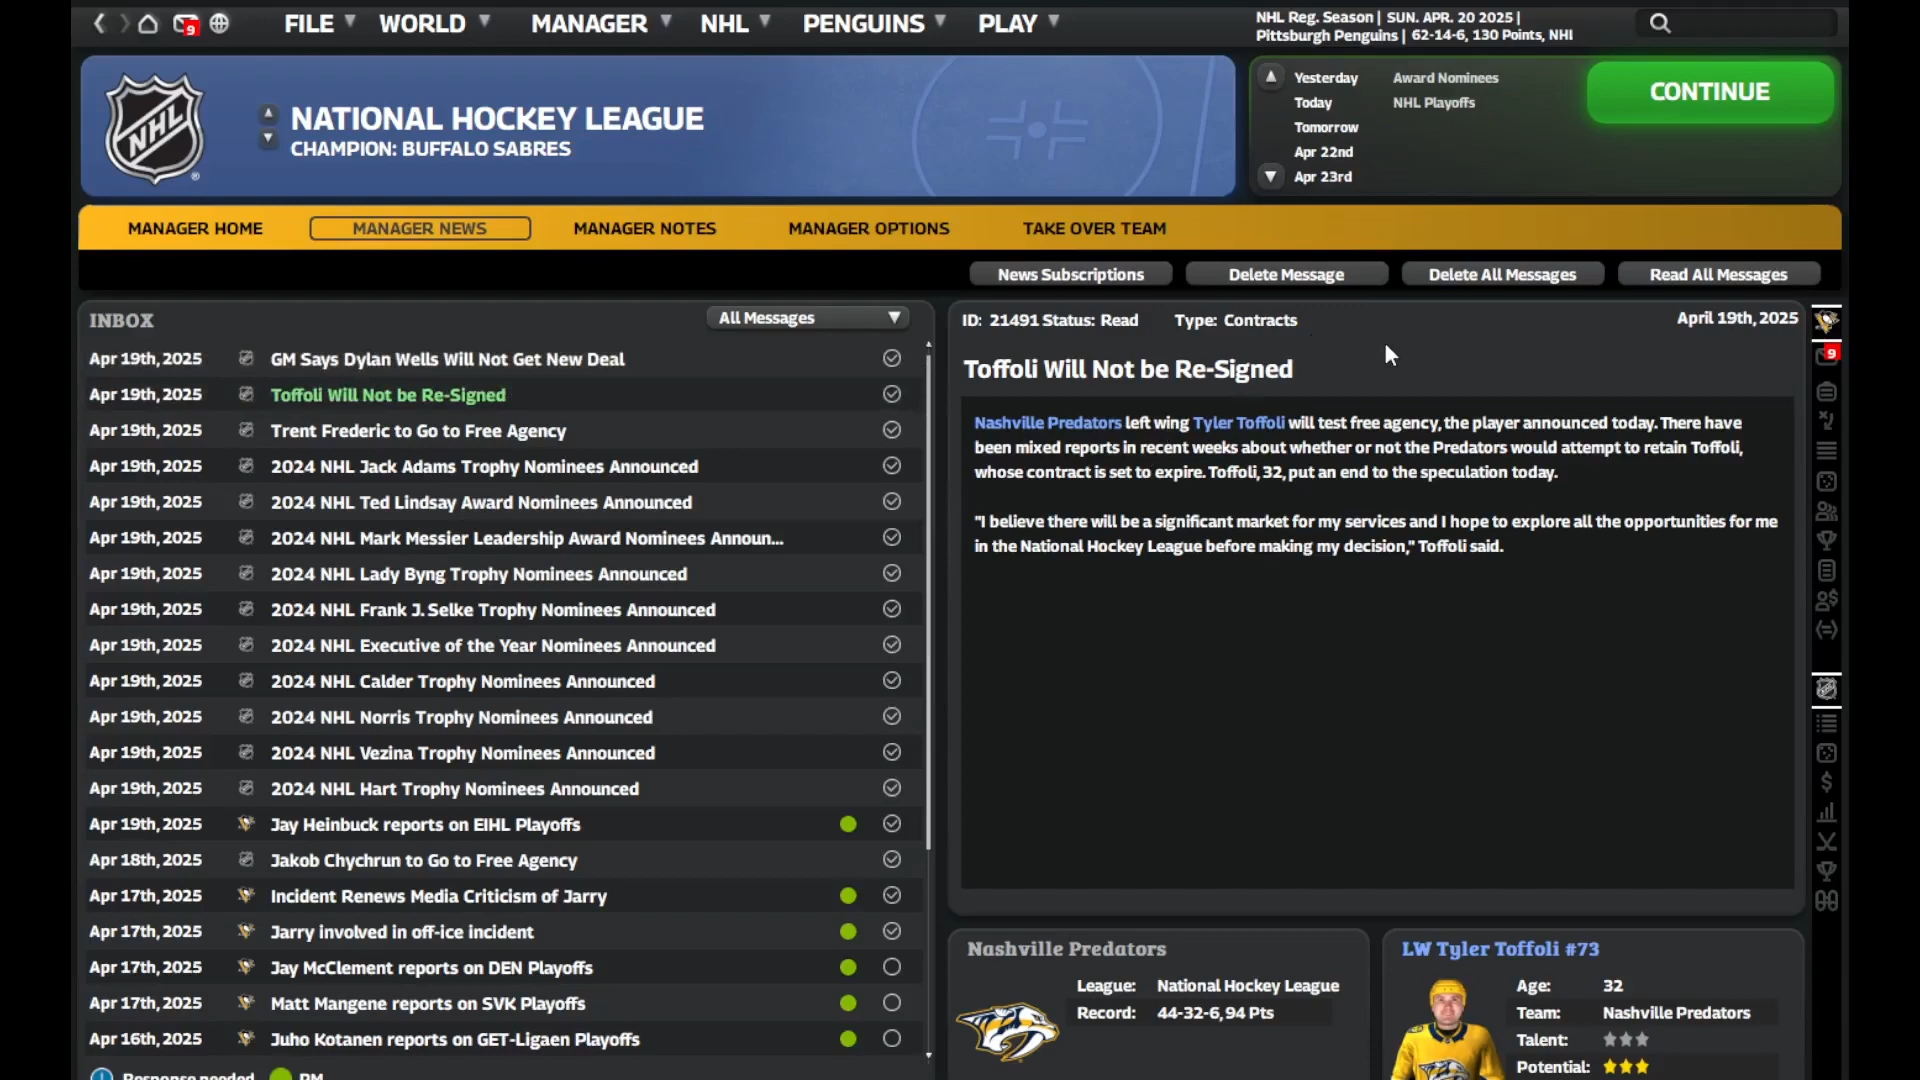 FILE WORLD MANAGER NHL PENGUINS PLAY
9
NHL Reg. Season | SUN. APR. 20 2025 |
Pittsburgh Penguins | 62-14-6, 130 Points, NHI
NHL
NATIONAL HOCKEY LEAGUE
CHAMPION: BUFFALO SABRES
Yesterday Award Nominees
Today NHL Playoffs
Tomorrow
Apr 22nd
Apr 23rd
CONTINUE
MANAGER HOME MANAGER NEWS MANAGER NOTES MANAGER OPTIONS TAKE OVER TEAM
News Subscriptions Delete Message Delete All Messages Read All Messages
INBOX All Messages
Apr 19th, 2025 GM Says Dylan Wells Will Not Get New Deal
Apr 19th, 2025 Toffoli Will Not be Re-Signed
Apr 19th, 2025 Trent Frederic to Go to Free Agency
Apr 19th, 2025 2024 NHL Jack Adams Trophy Nominees Announced
Apr 19th, 2025 2024 NHL Ted Lindsay Award Nominees Announced
Apr 19th, 2025 2024 NHL Mark Messier Leadership Award Nominees Announ...
Apr 19th, 2025 2024 NHL Lady Byng Trophy Nominees Announced
Apr 19th, 2025 2024 NHL Frank J. Selke Trophy Nominees Announced
Apr 19th, 2025 2024 NHL Executive of the Year Nominees Announced
Apr 19th, 2025 2024 NHL Calder Trophy Nominees Announced
Apr 19th, 2025 2024 NHL Norris Trophy Nominees Announced
Apr 19th, 2025 2024 NHL Vezina Trophy Nominees Announced
Apr 19th, 2025 2024 NHL Hart Trophy Nominees Announced
Apr 19th, 2025 Jay Heinbuck reports on EIHL Playoffs
Apr 18th, 2025 Jakob Chychrun to Go to Free Agency
Apr 17th, 2025 Incident Renews Media Criticism of Jarry
Apr 17th, 2025 Jarry involved in off-ice incident
Apr 17th, 2025 Jay McClement reports on DEN Playoffs
Apr 17th, 2025 Matt Mangene reports on SVK Playoffs
Apr 16th, 2025 Juho Kotanen reports on GET-Ligaen Playoffs
Response needed PM
ID: 21491 Status: Read Type: Contracts April 19th, 2025
Toffoli Will Not be Re-Signed
Nashville Predators left wing Tyler Toffoli will test free agency, the player announced today. There have
been mixed reports in recent weeks about whether or not the Predators would attempt to retain Toffoli,
whose contract is set to expire. Toffoli, 32, put an end to the speculation today.
"I believe there will be a significant market for my services and I hope to explore all the opportunities for me
in the National Hockey League before making my decision," Toffoli said.
9
Nashville Predators
League: National Hockey League
Record: 44-32-6, 94 Pts
LW Tyler Toffoli #73
Age: 32
Team: Nashville Predators
Talent:
Potential: